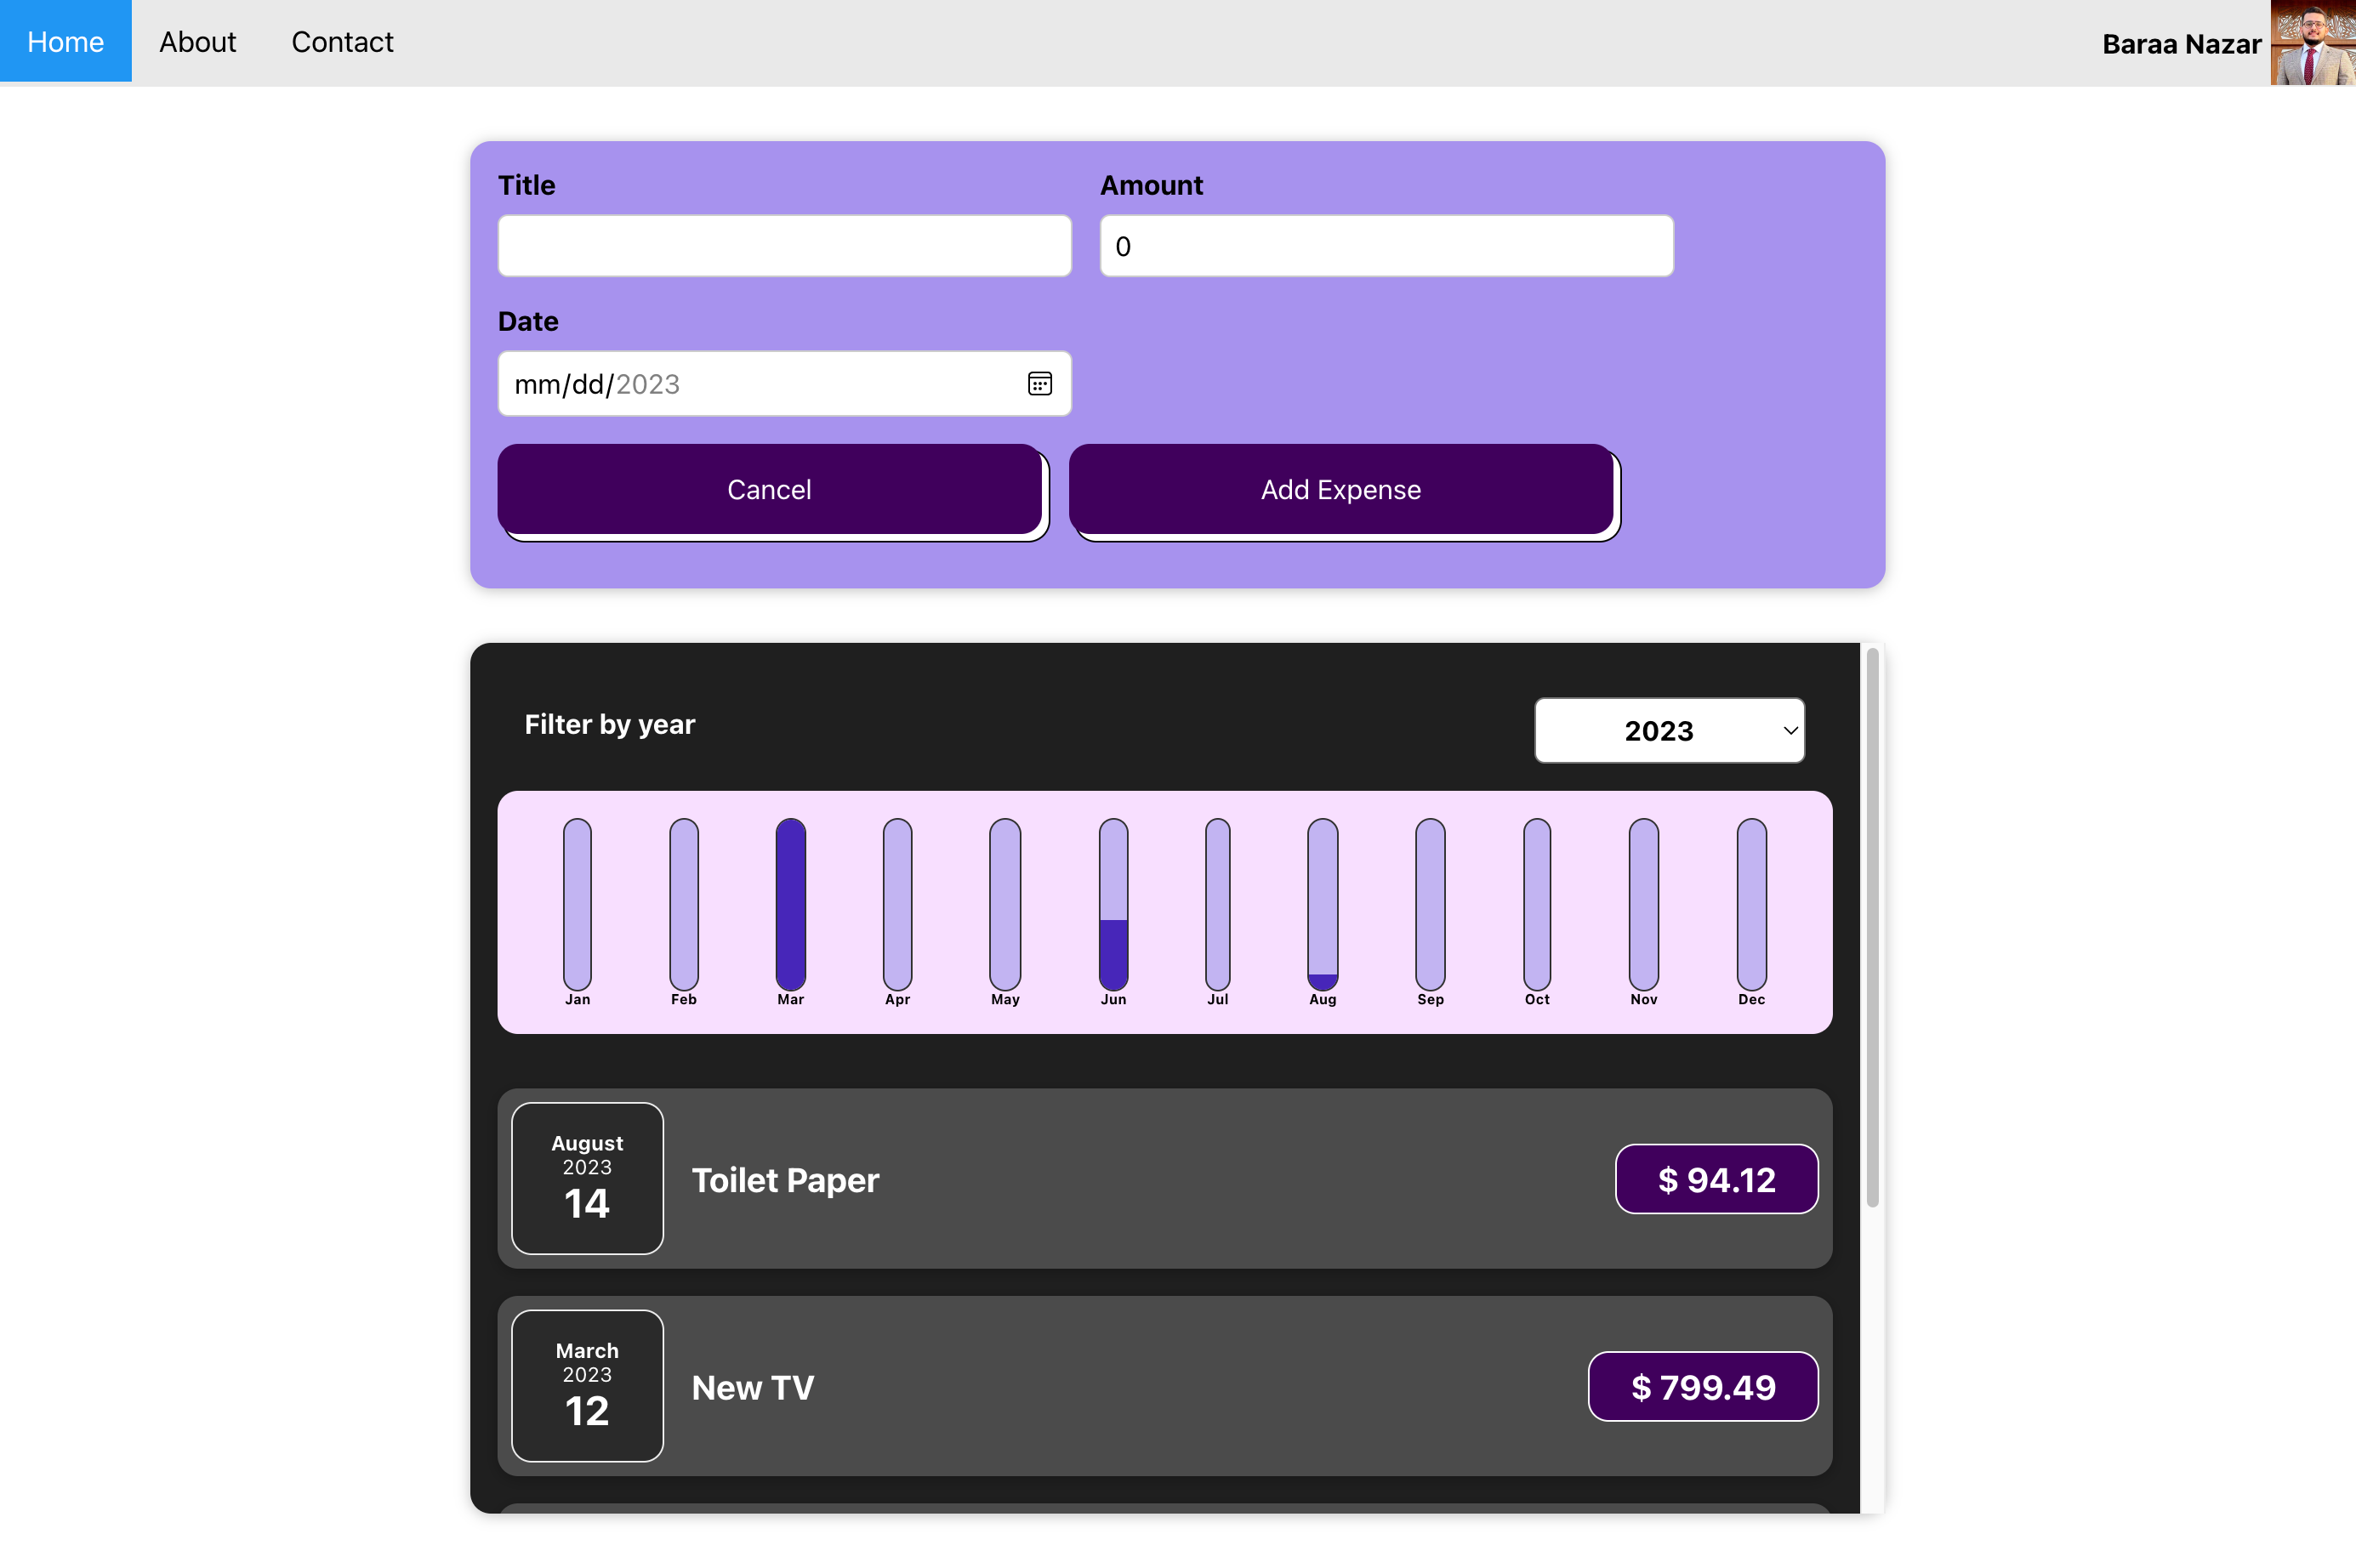 Home About Contact Baraa Nazar
Title Amount
0
Date
mm/dd/2023
Cancel Add Expense
Filter by year 2023
Jan Feb Mar Apr May Jun Jul Aug Sep Oct Nov Dec
August
2023
14
Toilet Paper $ 94.12
March
2023
12
New TV $ 799.49